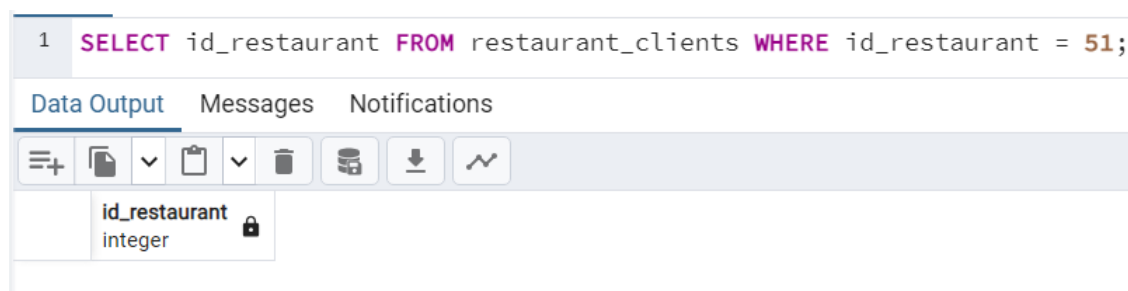 1 SELECT id_restaurant FROM restaurant_clients WHERE id_restaurant = 51;
Data Output Messages Notifications
id_restaurant
integer